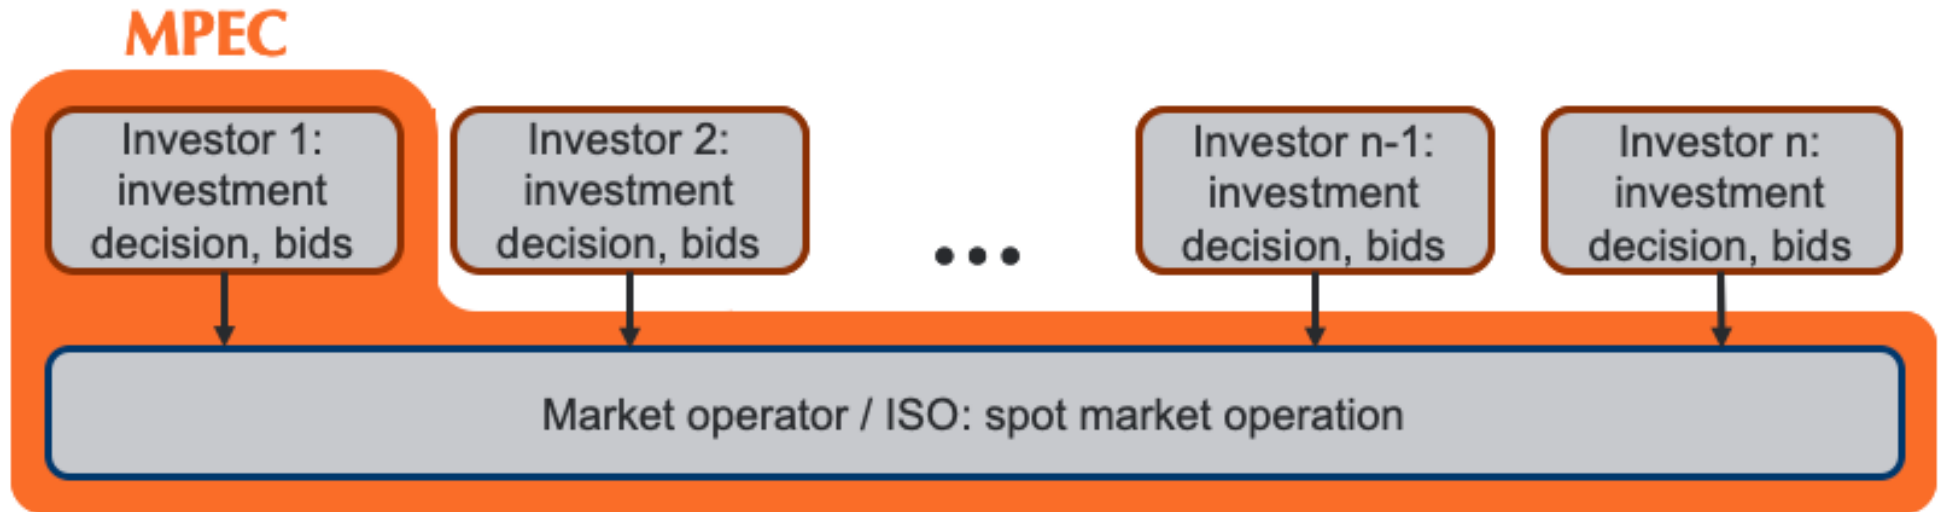 MPEC
Investor 1:
investment
decision, bids
Investor 2:
investment
decision, bids
Investor n-1:
investment
decision, bids
Investor n:
investment
decision, bids
Market operator / ISO: spot market operation